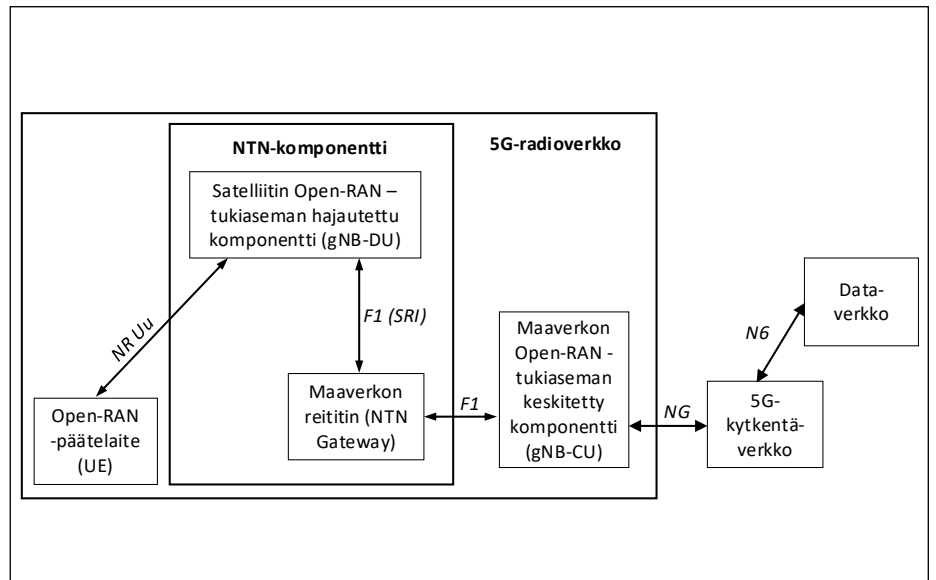 NTN-komponentti
5G-radioverkko
Satelliitin Open-RAN –
tukiaseman hajautettu
komponentti (gNB-DU)
NR Uu
F1 (SRI)
Open-RAN
-päätelaite
(UE)
Maaverkon
reititin (NTN
Gateway)
F1
Maaverkon
Open-RAN -
tukiaseman
keskitetty
komponentti
(gNB-CU)
NG
5G-
kytkentä-
verkko
N6
Data-
verkko